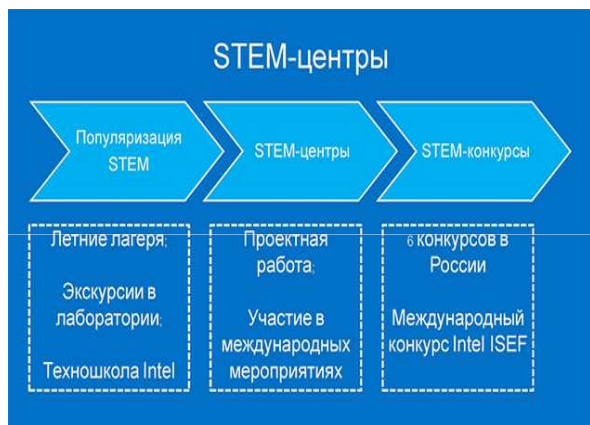 STEM-центры
Популяризация
STEM
STEM-центры
STEM-конкурсы
Летние лагеря;
Экскурсии в
лаборатории;
Техношкола Intel
Проектная
работа;
Участие в
международных
мероприятиях
6 конкурсов в
России
Международный
конкурс Intel ISEF